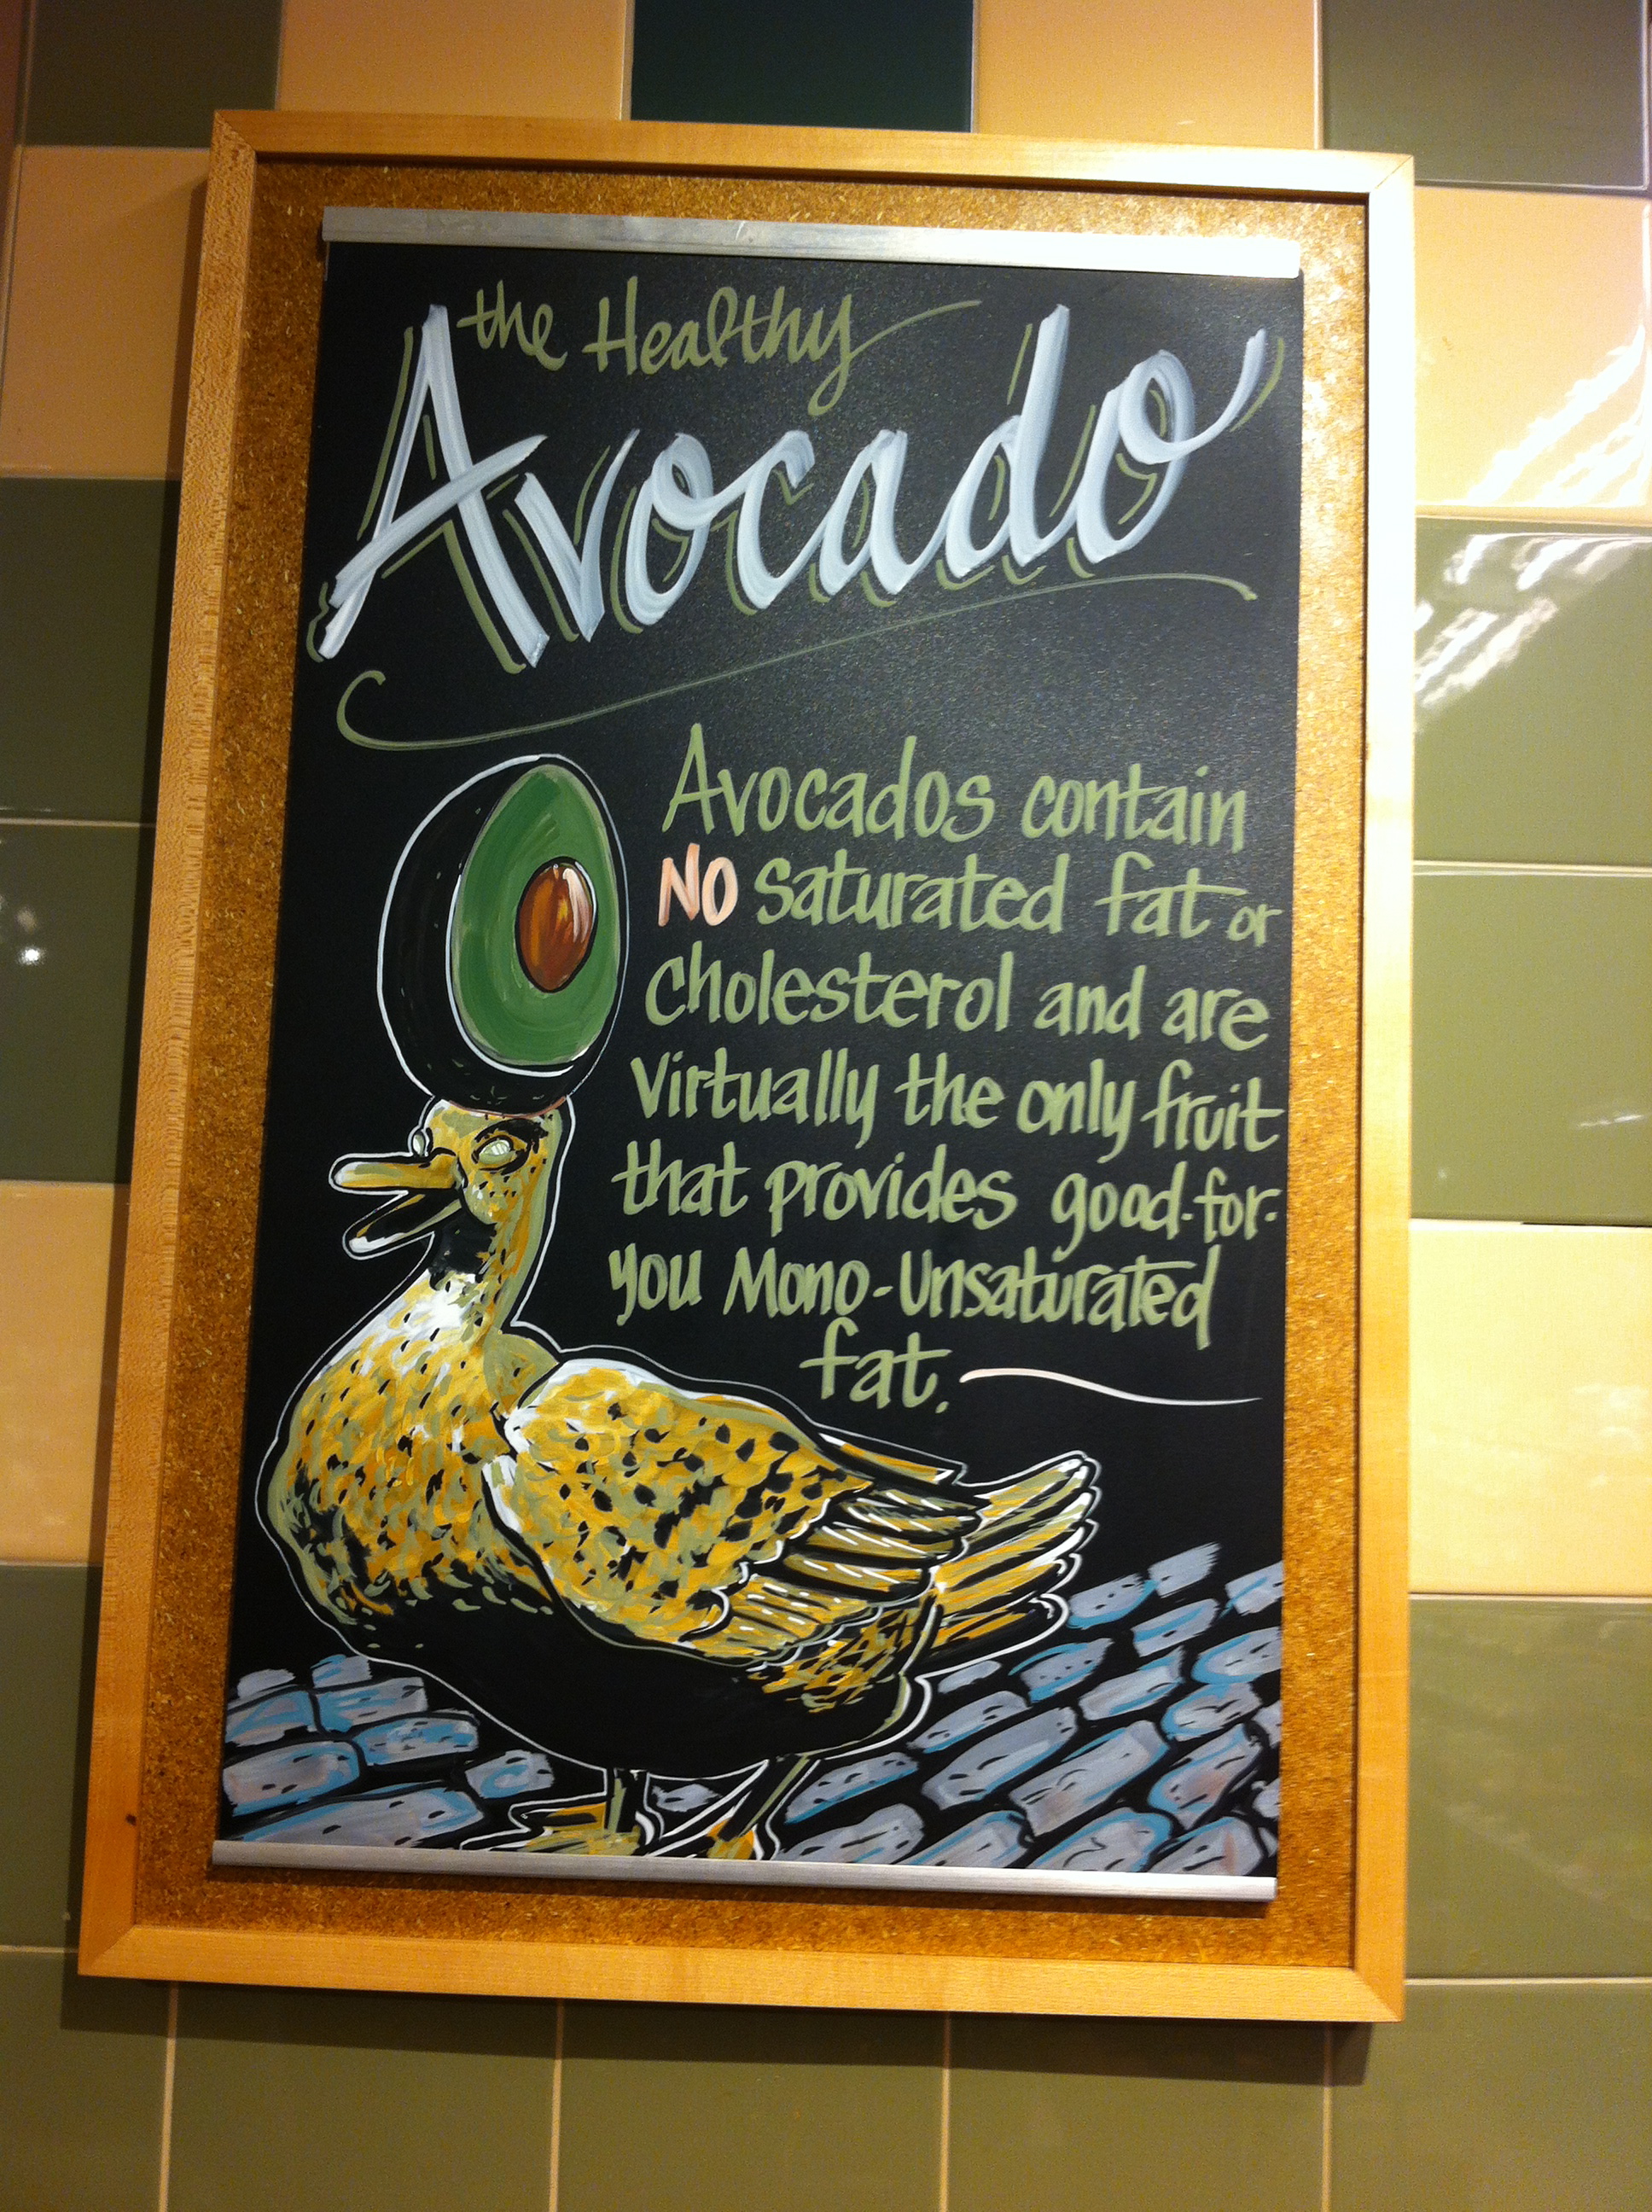 the Healthy
Avocado
Avocados contain
NO saturated fat or
cholesterol and are
virtually the only fruit
that provides good-for-
you Mono-Unsaturated
fat.